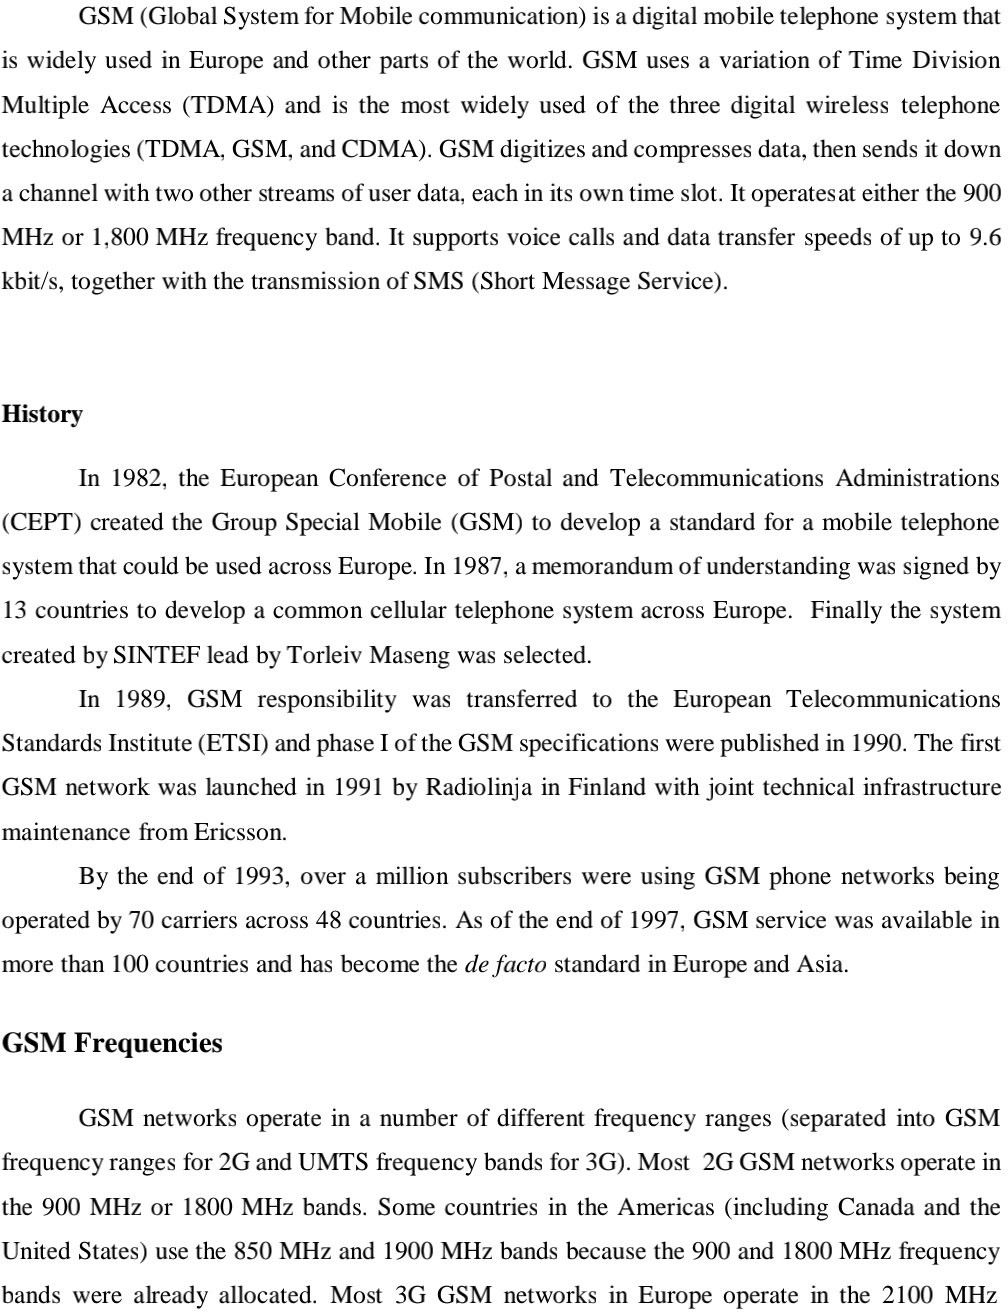 GSM (Global System for Mobile communication) is a digital mobile telephone system that
is widely used in Europe and other parts of the world. GSM uses a variation of Time Division
Multiple Access (TDMA) and is the most widely used of the three digital wireless telephone
technologies (TDMA, GSM, and CDMA). GSM digitizes and compresses data, then sends it down
a channel with two other streams of user data, each in its own time slot. It operates at either the 900
MHz or 1,800 MHz frequency band. It supports voice calls and data transfer speeds of up to 9.6
kbit/s, together with the transmission of SMS (Short Message Service).
History
In 1982, the European Conference of Postal and Telecommunications Administrations
(CEPT) created the Group Special Mobile (GSM) to develop a standard for a mobile telephone
system that could be used across Europe. In 1987, a memorandum of understanding was signed by
13 countries to develop a common cellular telephone system across Europe. Finally the system
created by SINTEF lead by Torleiv Maseng was selected.
In 1989, GSM responsibility was transferred to the European Telecommunications
Standards Institute (ETSI) and phase I of the GSM specifications were published in 1990. The first
GSM network was launched in 1991 by Radiolinja in Finland with joint technical infrastructure
maintenance from Ericsson.
By the end of 1993, over a million subscribers were using GSM phone networks being
operated by 70 carriers across 48 countries. As of the end of 1997, GSM service was available in
more than 100 countries and has become the de facto standard in Europe and Asia.
GSM Frequencies
GSM networks operate in a number of different frequency ranges (separated into GSM
frequency ranges for 2G and UMTS frequency bands for 3G). Most 2G GSM networks operate in
the 900 MHz or 1800 MHz bands. Some countries in the Americas (including Canada and the
United States) use the 850 MHz and 1900 MHz bands because the 900 and 1800 MHz frequency
bands were already allocated. Most 3G GSM networks in Europe operate in the 2100 MHz